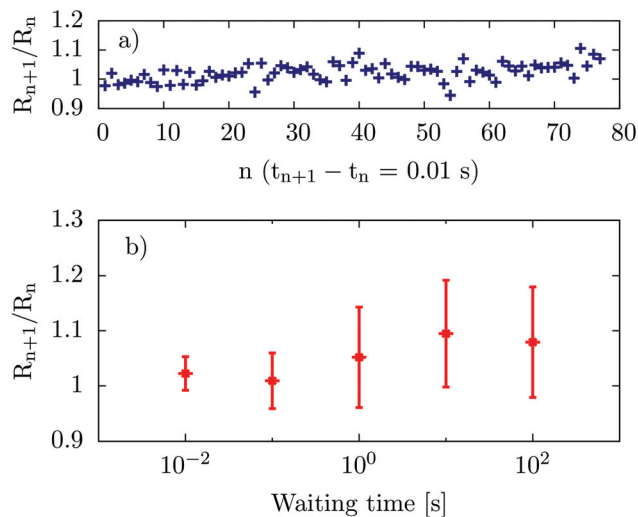 a)
R_{n+1}/R_n
1.2
1.1
1
0.9
0 10 20 30 40 50 60 70 80
n (t_{n+1} − t_n = 0.01 s)
b)
R_{n+1}/R_n
1.3
1.2
1.1
1
0.9
10^{-2} 10^0 10^2
Waiting time [s]